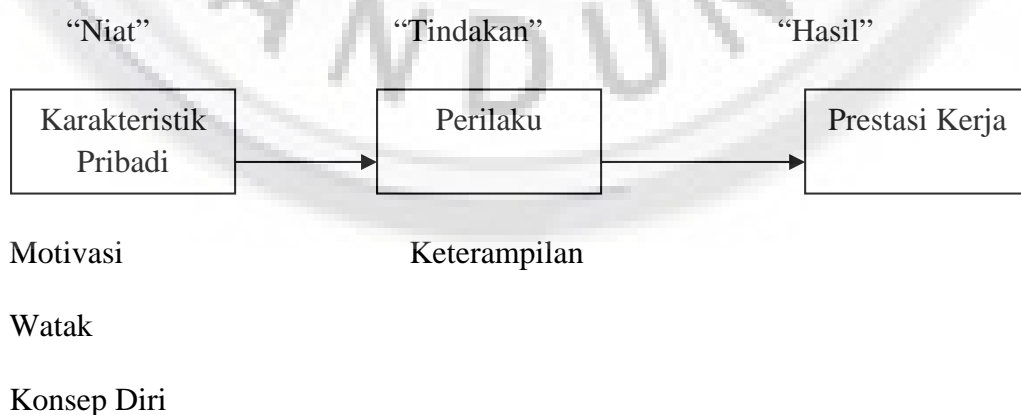 “Niat” “Tindakan” “Hasil”
Karakteristik Perilaku Prestasi Kerja
Pribadi
Motivasi Keterampilan
Watak
Konsep Diri